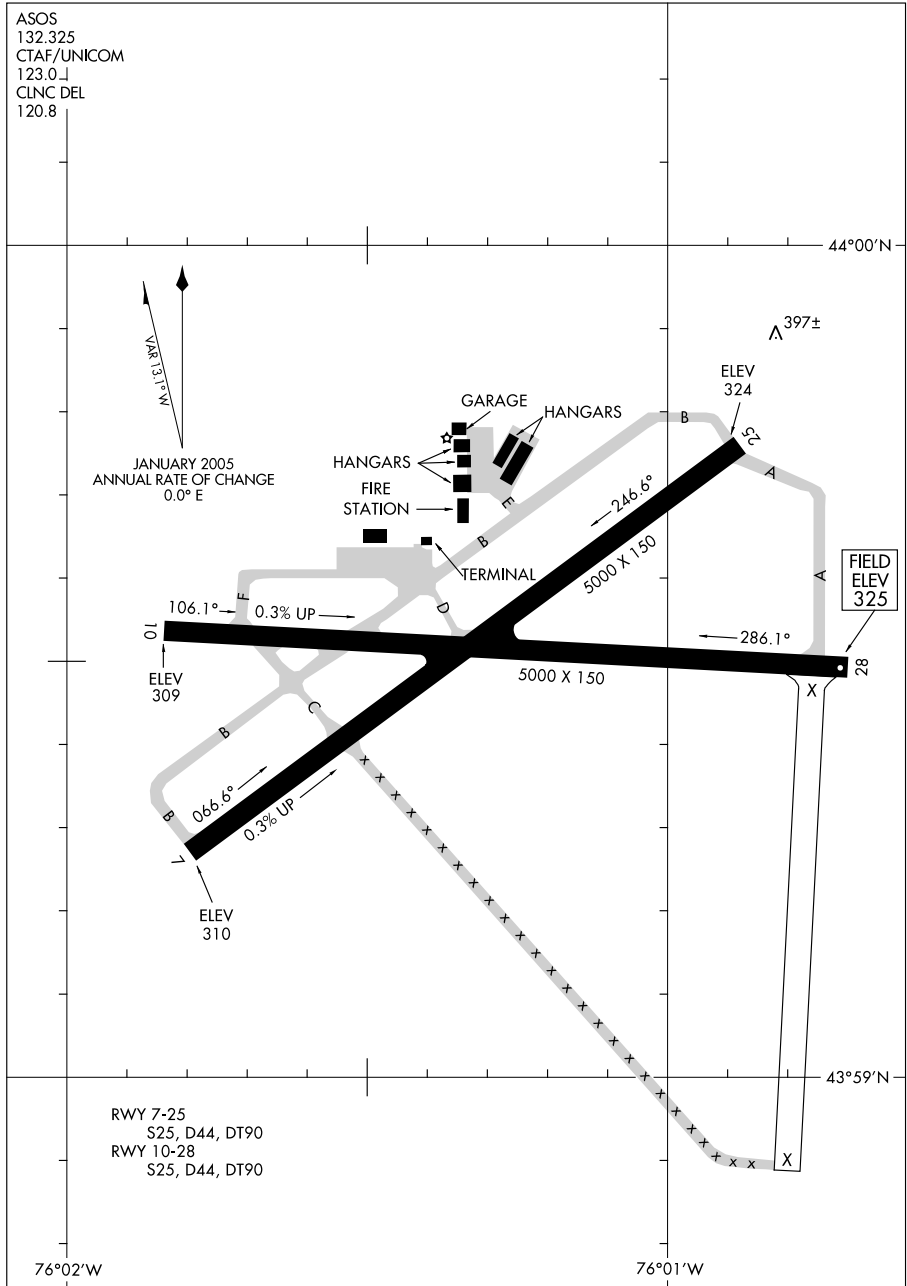 ASOS
132.325
CTAF/UNICOM
123.0
CLNC DEL
120.8
44°00'N
397±
VAR 13.1° W
ELEV
324
GARAGE
HANGARS
B
25
JANUARY 2005
ANNUAL RATE OF CHANGE
0.0° E
HANGARS
A
FIRE
STATION
E
246.6°
B
5000 X 150
TERMINAL
FIELD
ELEV
325
A
F
D
106.1°
0.3% UP
10
286.1°
28
5000 X 150
ELEV
309
X
C
B
066.6°
0.3% UP
B
7
ELEV
310
43°59'N
RWY 7-25
S25, D44, DT90
RWY 10-28
S25, D44, DT90
X
76°02'W
76°01'W